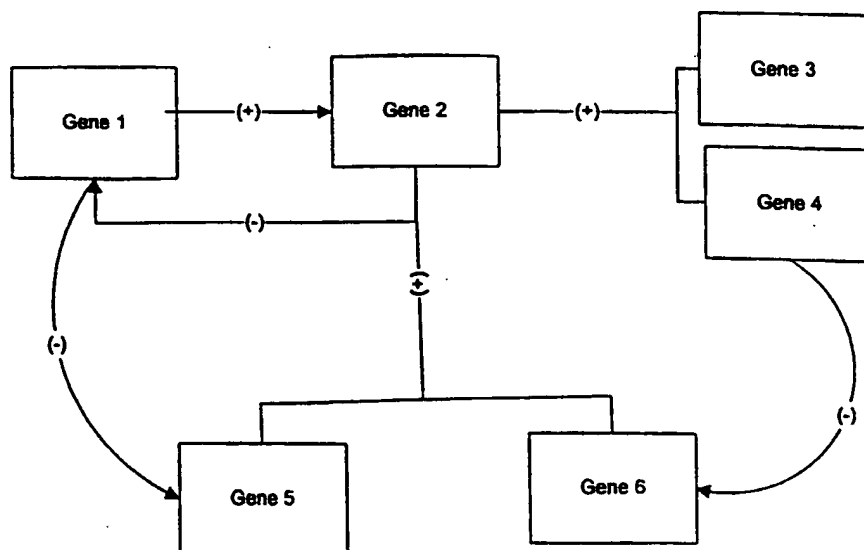 Gene 3
Gene 1
(+)
Gene 2
(+)
Gene 4
(-)
(+)
(-)
(-)
Gene 5
Gene 6